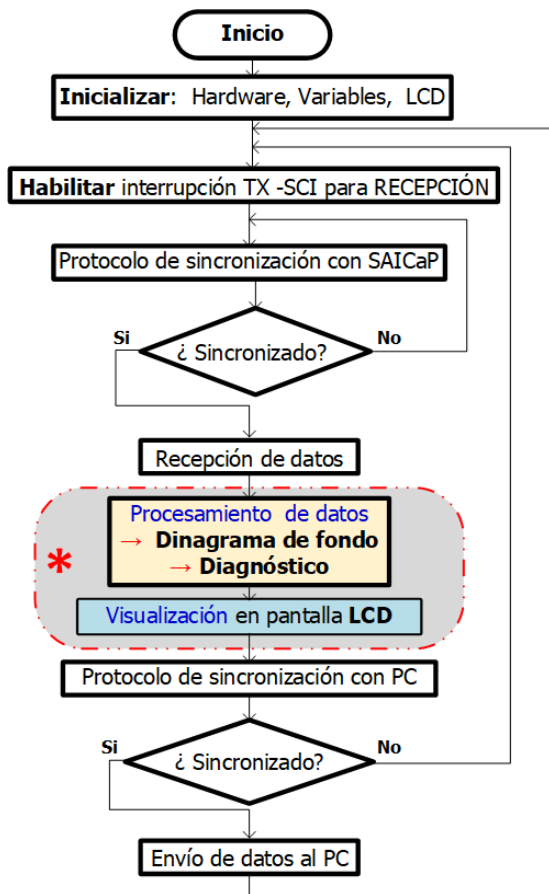 Inicio
Inicializar: Hardware, Variables, LCD
Habilitar interrupción TX -SCI para RECEPCIÓN
Protocolo de sincronización con SAICaP
Si
No
¿ Sincronizado?
Recepción de datos
Procesamiento de datos
→ Dinagrama de fondo
→ Diagnóstico
*
Visualización en pantalla LCD
Protocolo de sincronización con PC
Si
No
¿ Sincronizado?
Envío de datos al PC